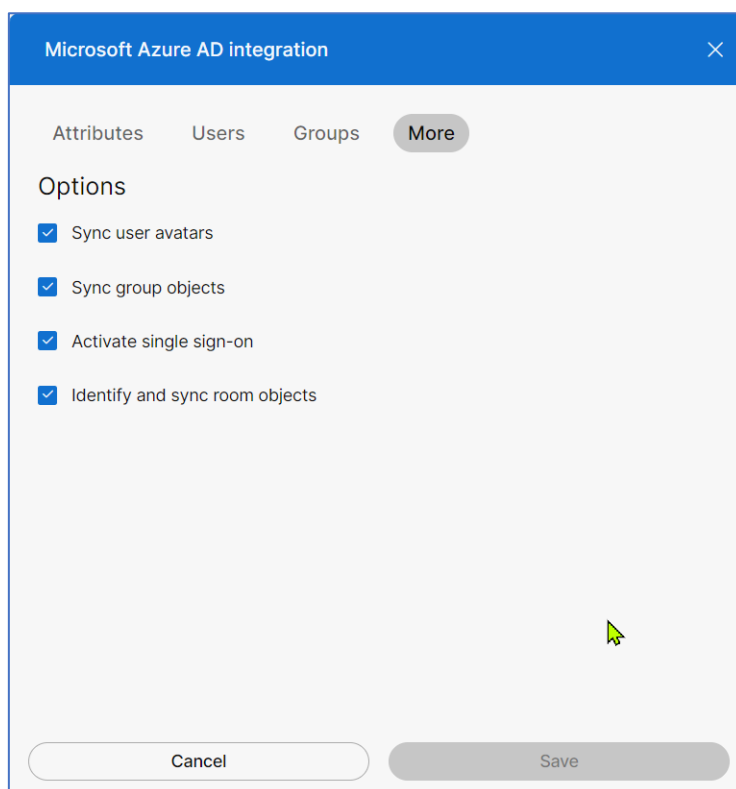 Microsoft Azure AD integration
Attributes Users Groups More
Options
Sync user avatars
Sync group objects
Activate single sign-on
Identify and sync room objects
Cancel Save